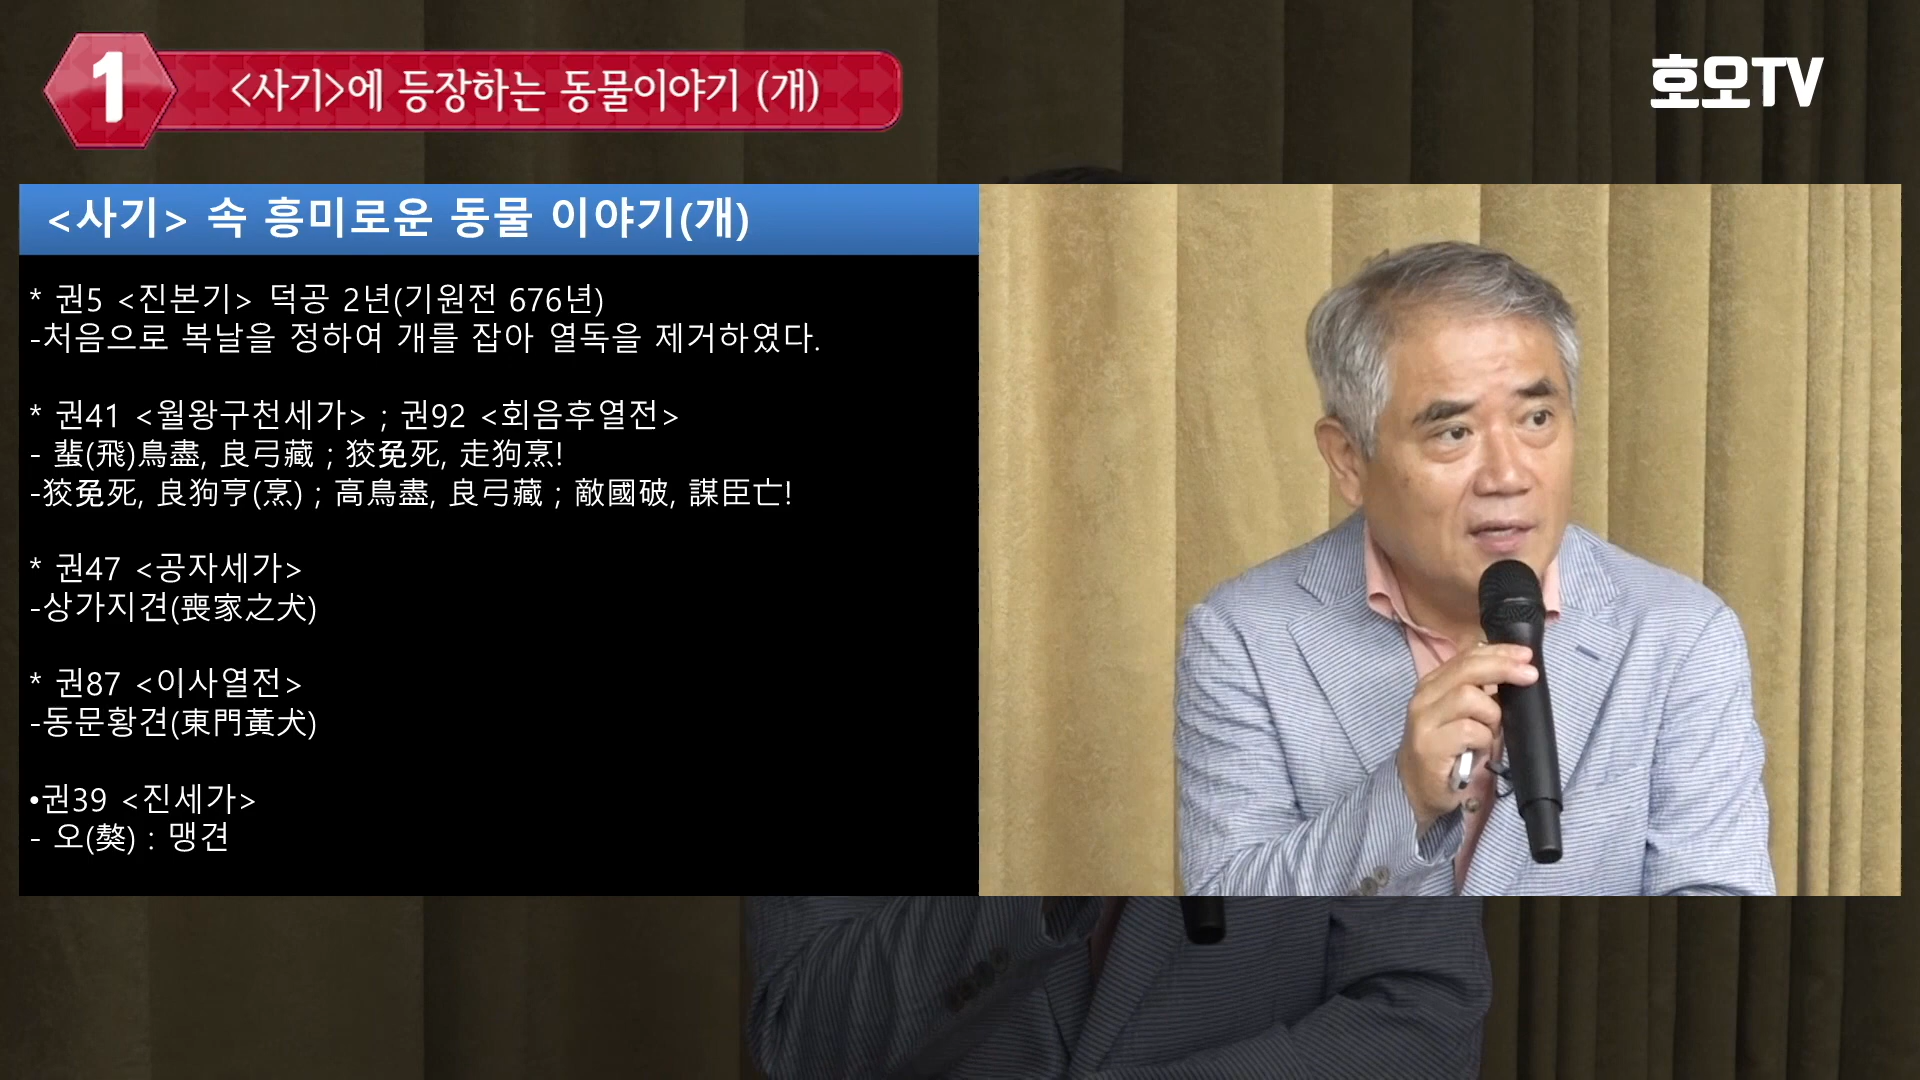 1
<사기>에 등장하는 동물이야기 (개)
호오TV
<사기> 속 흥미로운 동물 이야기(개)
* 권5 <진본기> 덕공 2년(기원전 676년)
-처음으로 복날을 정하여 개를 잡아 열독을 제거하였다.
* 권41 <월왕구천세가> ; 권92 <회음후열전>
- 蜚(飛)鳥盡, 良弓藏 ; 狡兔死, 走狗烹!
-狡兔死, 良狗亨(烹) ; 高鳥盡, 良弓藏 ; 敵國破, 謀臣亡!
* 권47 <공자세가>
-상가지견(喪家之犬)
* 권87 <이사열전>
-동문황견(東門黃犬)
•권39 <진세가>
- 오(獒) : 맹견